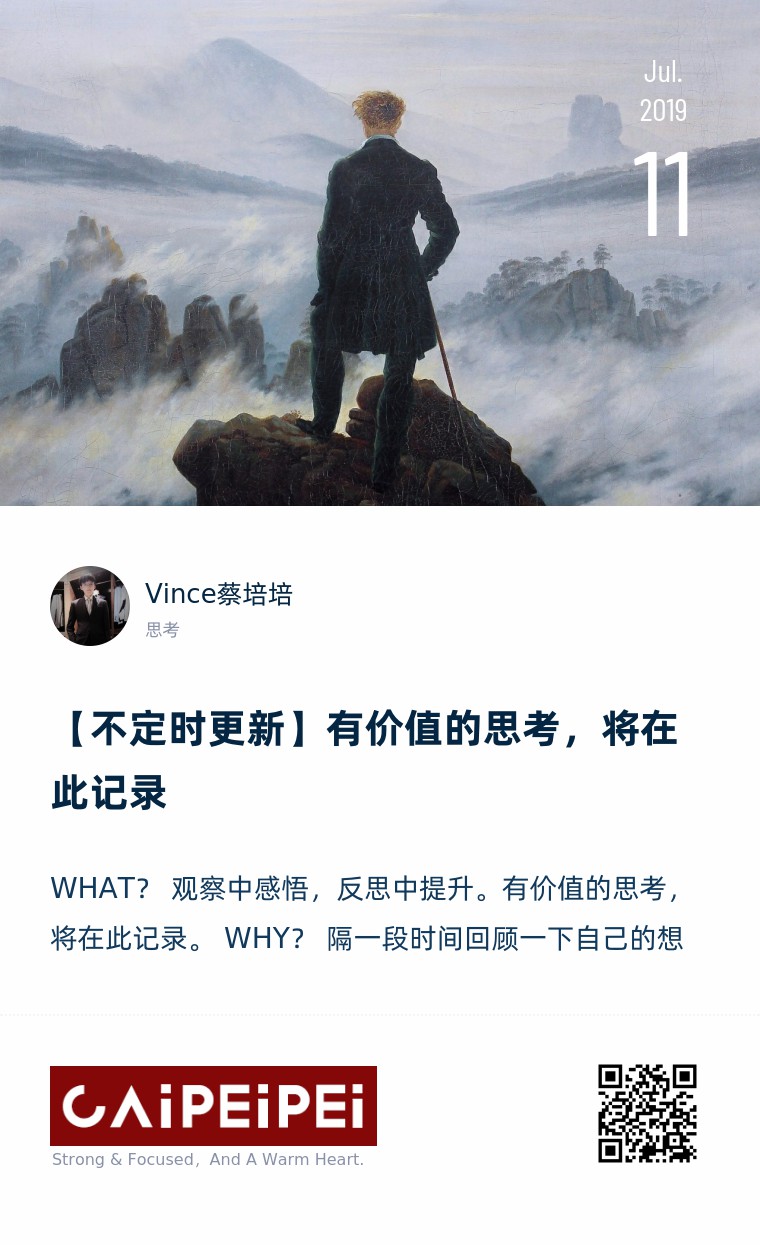 Jul.
2019
11
Vince蔡培培
思考
【不定时更新】有价值的思考，将在
此记录
WHAT？ 观察中感悟，反思中提升。有价值的思考，
将在此记录。 WHY？ 隔一段时间回顾一下自己的想
CAiPEiPEi
Strong & Focused，And A Warm Heart.